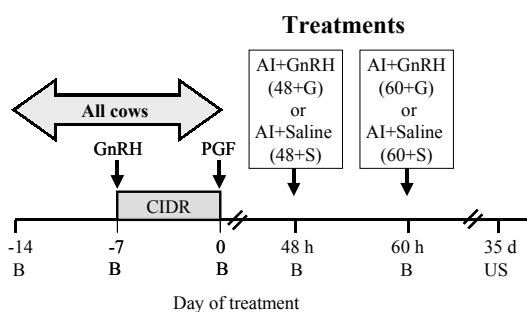 Treatments
AI+GnRH
(48+G)
or
AI+Saline
(48+S)
AI+GnRH
(60+G)
or
AI+Saline
(60+S)
All cows
GnRH
PGF
CIDR
-14
-7
0
48 h
60 h
35 d
B
B
B
B
B
US
Day of treatment